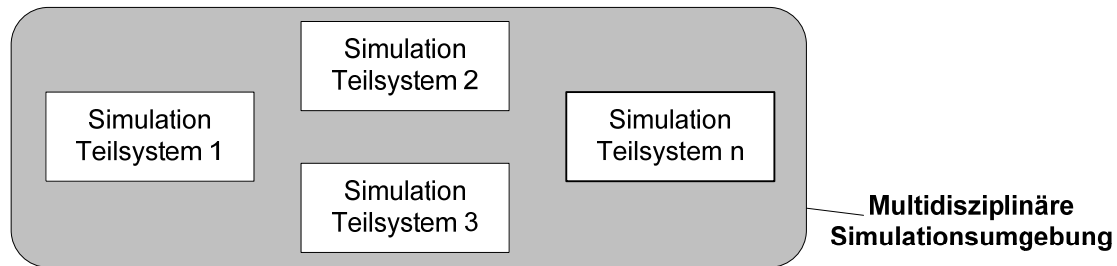 Simulation
Teilsystem 1
Simulation
Teilsystem 2
Simulation
Teilsystem 3
Simulation
Teilsystem n
Multidisziplinäre
Simulationsumgebung